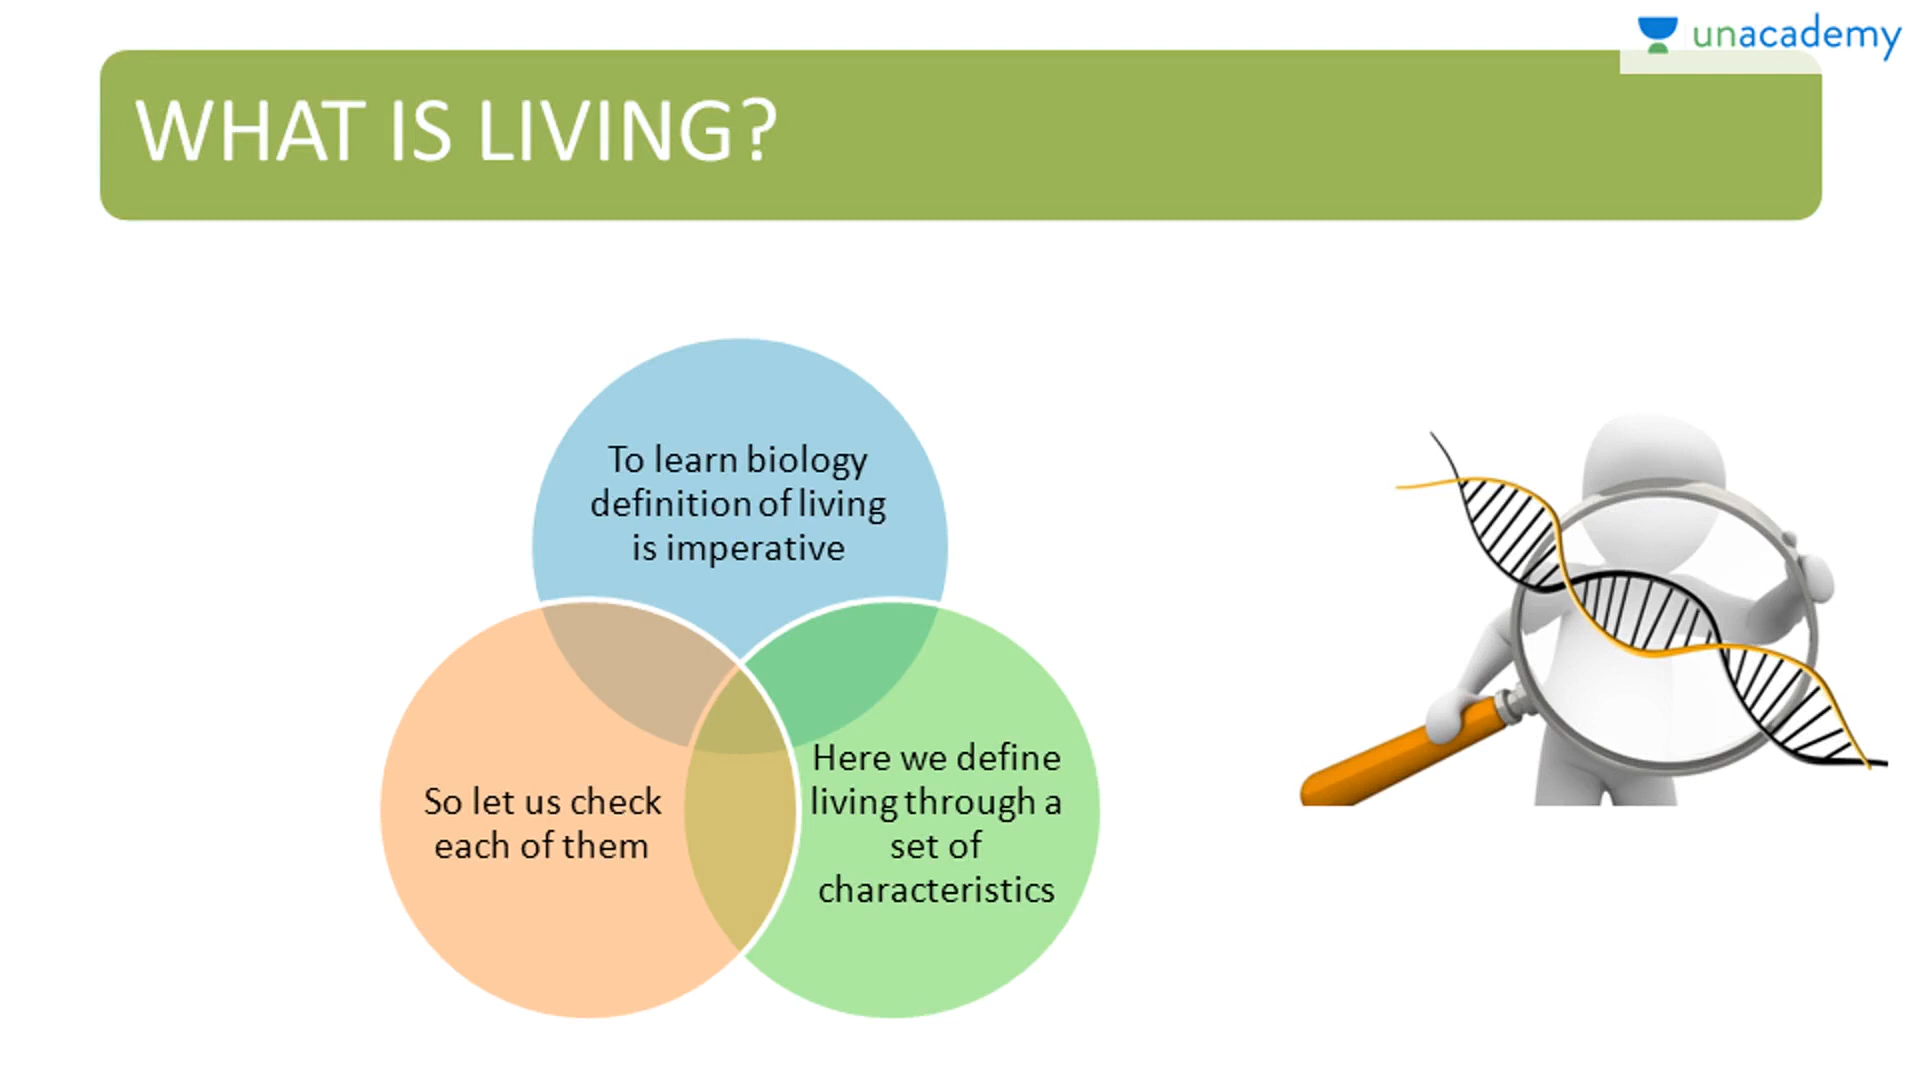 unacademy
WHAT IS LIVING?
To learn biology
definition of living
is imperative
Here we define
living through a
set of
characteristics
So let us check
each of them